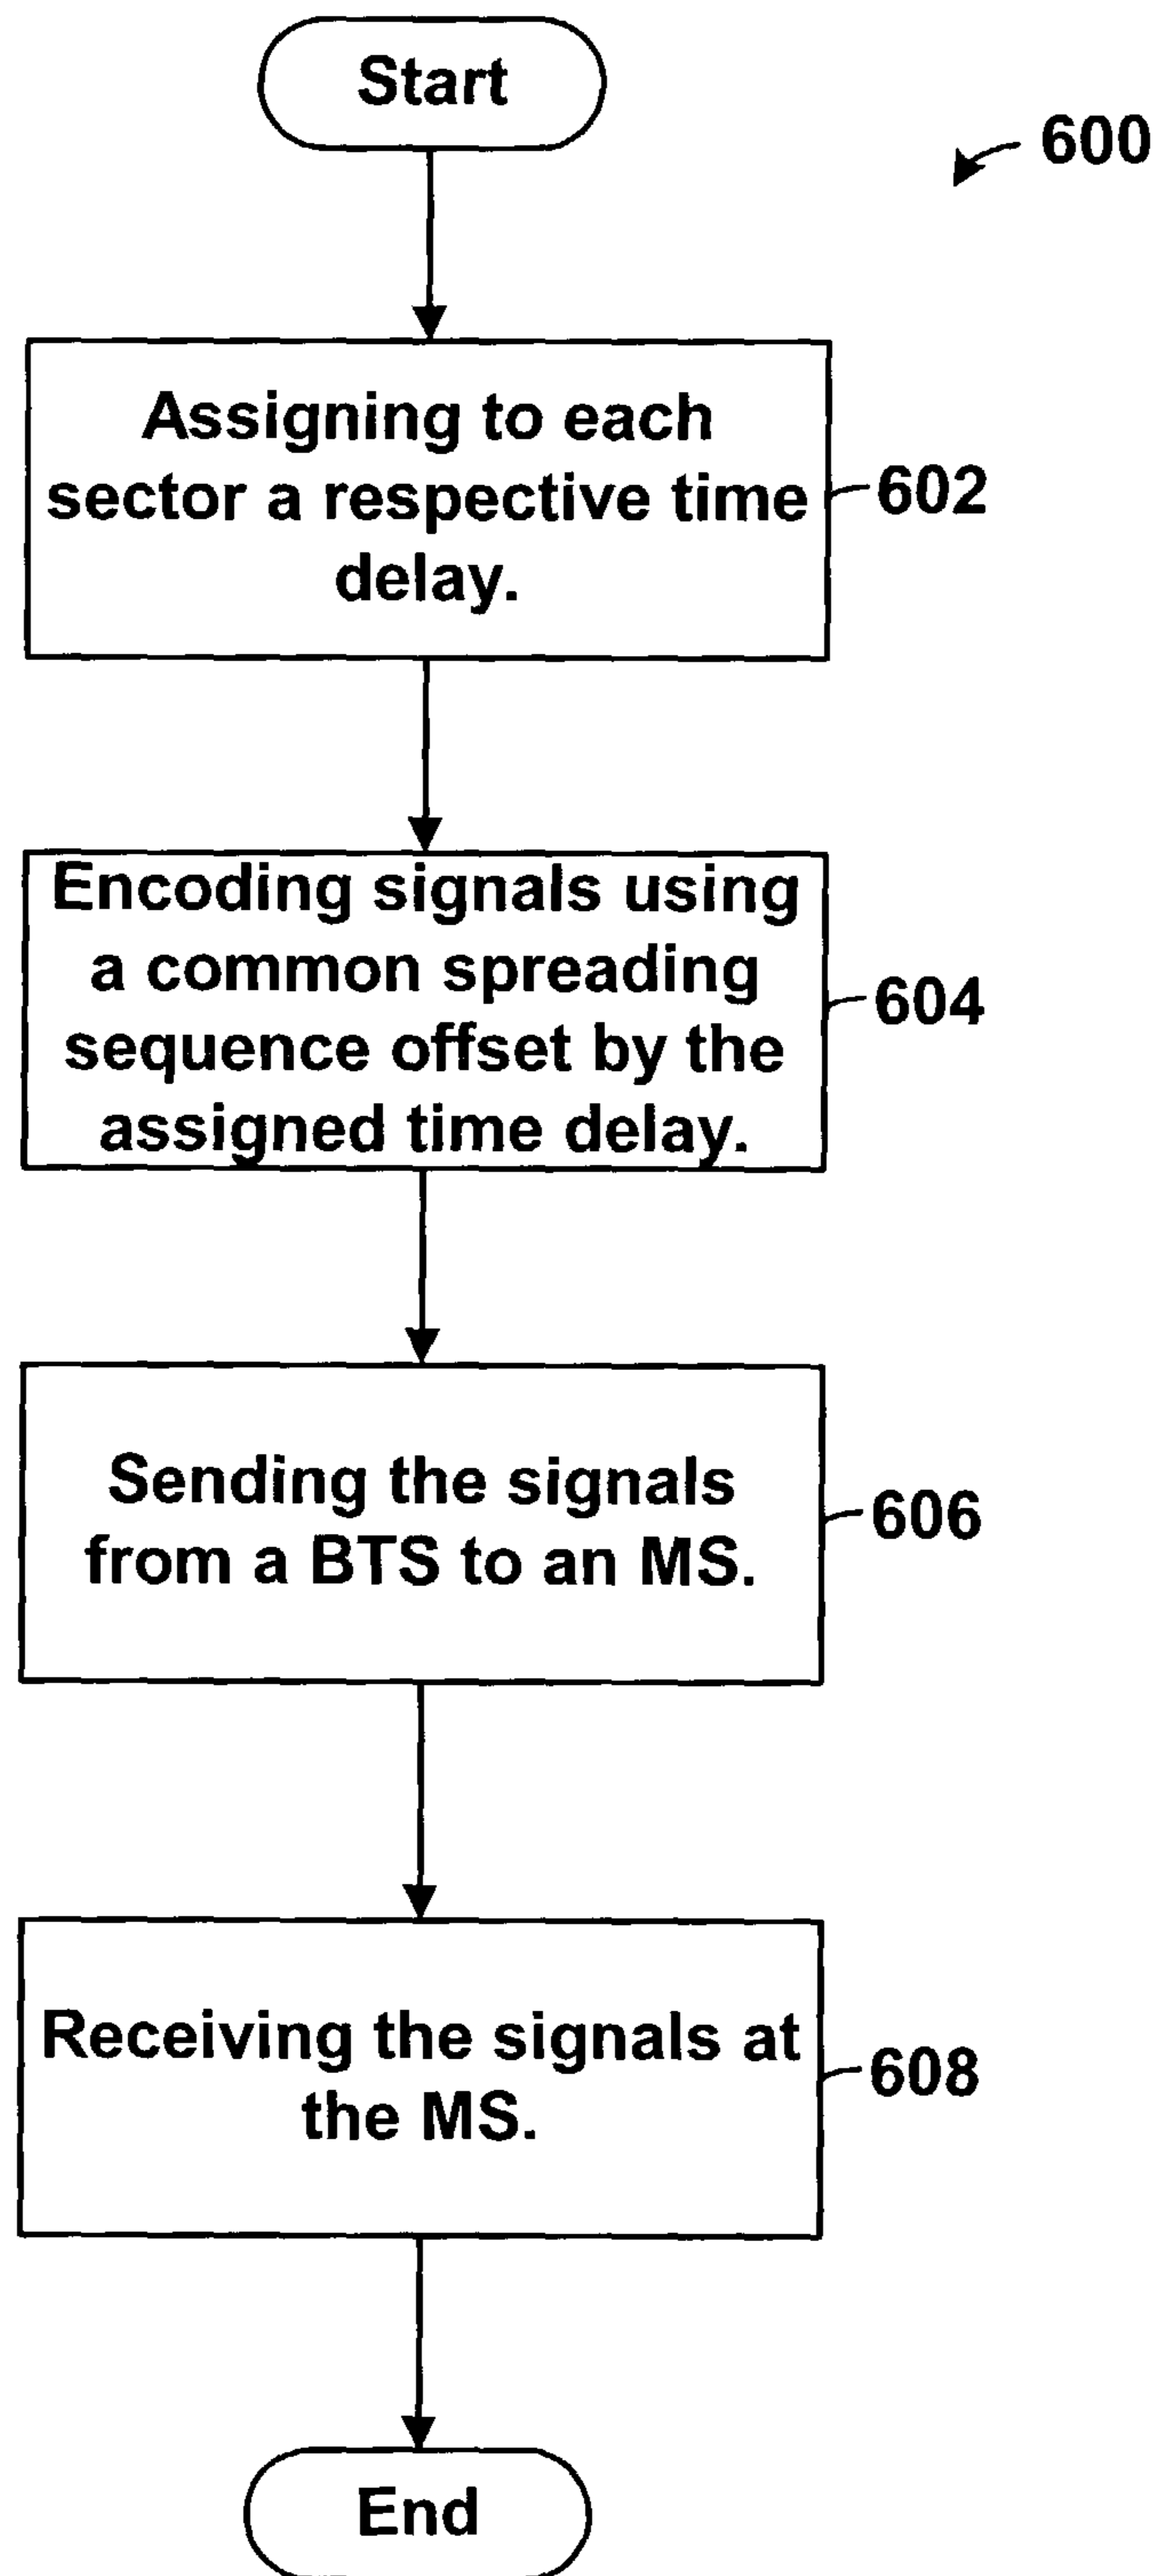 Start
600
Assigning to each
sector a respective time
delay.
602
Encoding signals using
a common spreading
sequence offset by the
assigned time delay.
604
Sending the signals
from a BTS to an MS.
606
Receiving the signals at
the MS.
608
End